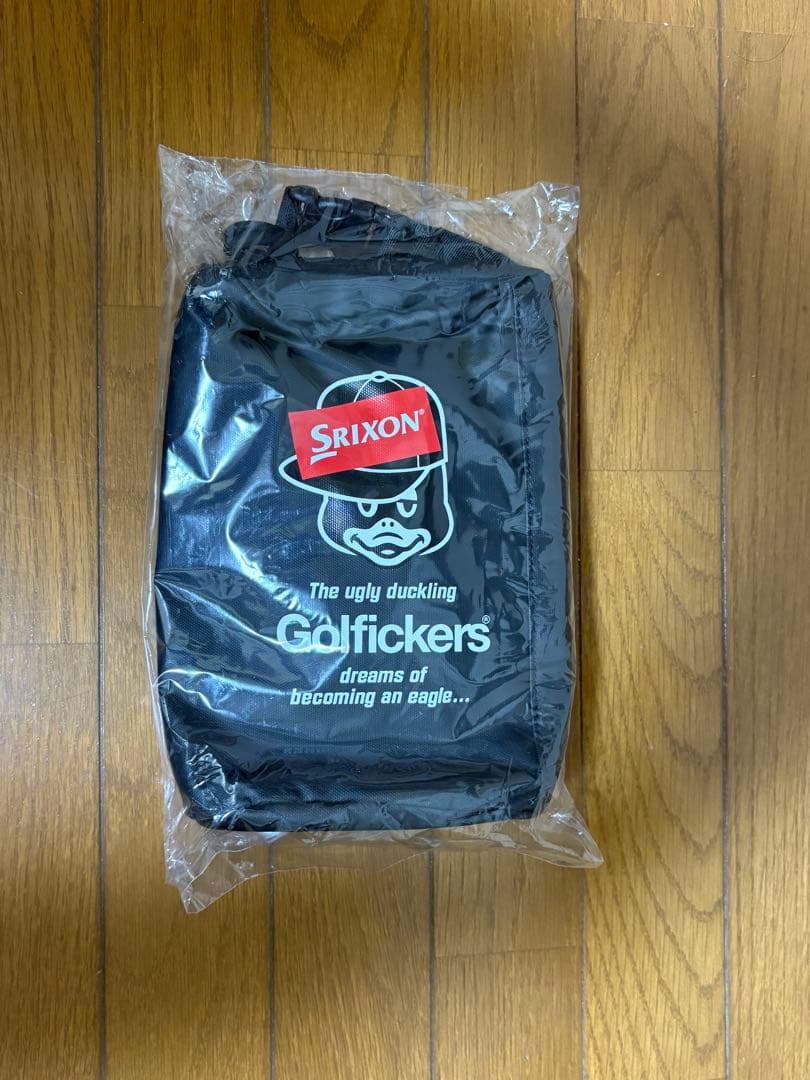 SRIXON®
The ugly duckling
Golfickers®
dreams of
becoming an eagle...